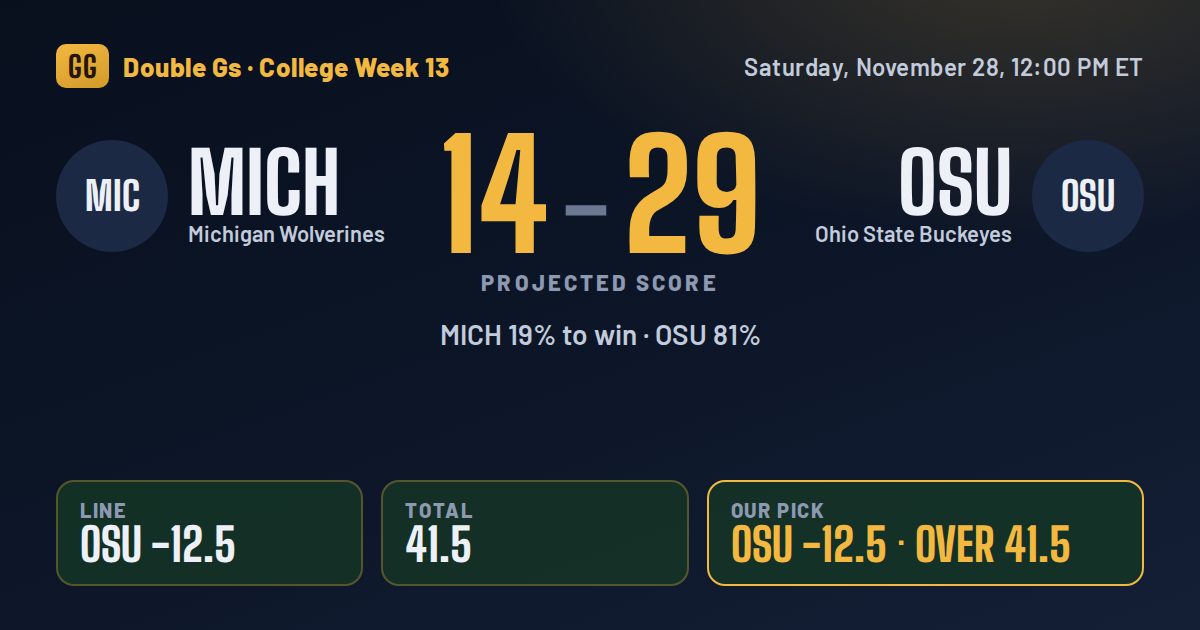 GG Double Gs · College Week 13
Saturday, November 28, 12:00 PM ET
MIC
MICH
Michigan Wolverines
14 – 29
PROJECTED SCORE
MICH 19% to win · OSU 81%
OSU
Ohio State Buckeyes
OSU
LINE
OSU −12.5
TOTAL
41.5
OUR PICK
OSU −12.5 · OVER 41.5